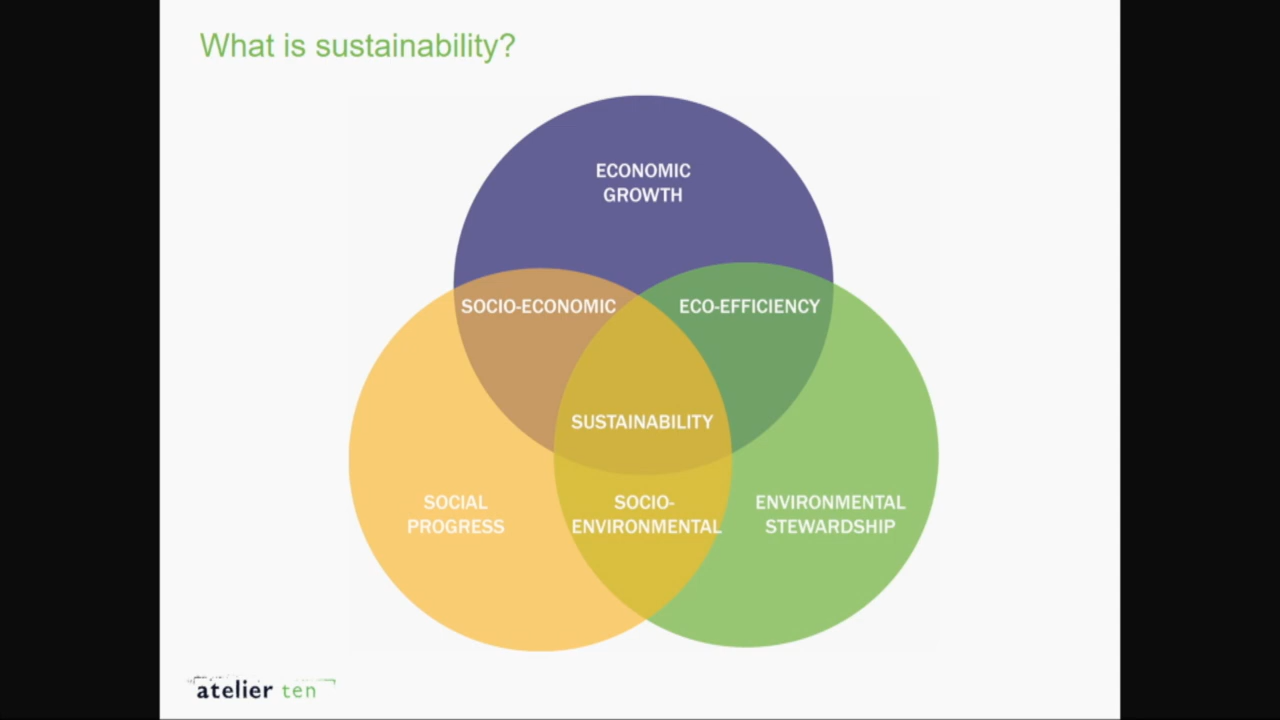 What is sustainability?
ECONOMIC
GROWTH
SOCIO-ECONOMIC
ECO-EFFICIENCY
SUSTAINABILITY
SOCIAL
PROGRESS
SOCIO-
ENVIRONMENTAL
ENVIRONMENTAL
STEWARDSHIP
atelier ten